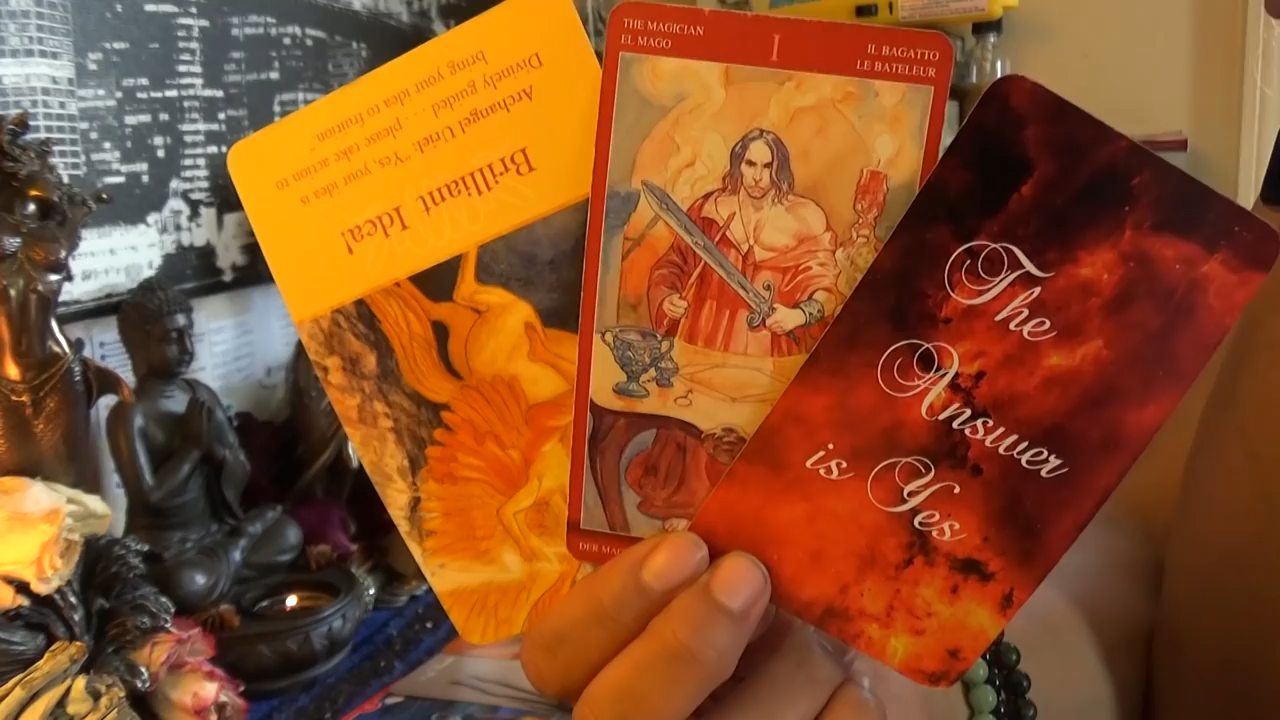 Brilliant Idea!
Archangel Uriel: "Yes, your idea is
Divinely guided . . . please take action to
bring your idea to fruition."
THE MAGICIAN
EL MAGO
I
IL BAGATTO
LE BATELEUR
DER
The
Answer
is Yes